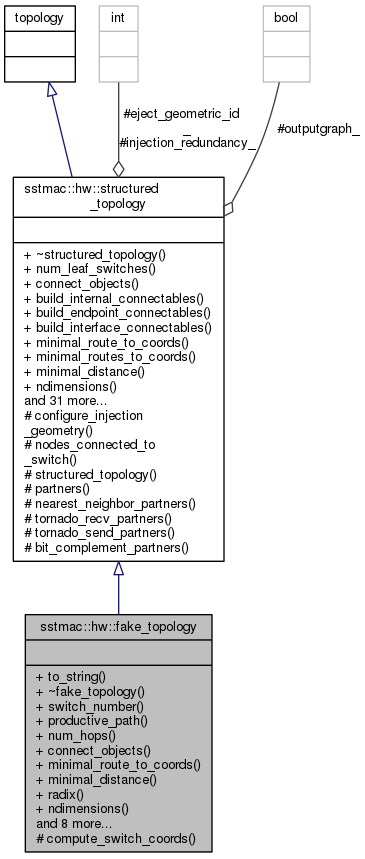 topology
int
bool
#eject_geometric_id
_
#injection_redundancy_
#outputgraph_
sstmac::hw::structured
_topology
+ ~structured_topology()
+ num_leaf_switches()
+ connect_objects()
+ build_internal_connectables()
+ build_endpoint_connectables()
+ build_interface_connectables()
+ minimal_route_to_coords()
+ minimal_routes_to_coords()
+ minimal_distance()
+ ndimensions()
and 31 more...
# configure_injection
_geometry()
# nodes_connected_to
_switch()
# structured_topology()
# partners()
# nearest_neighbor_partners()
# tornado_recv_partners()
# tornado_send_partners()
# bit_complement_partners()
sstmac::hw::fake_topology
+ to_string()
+ ~fake_topology()
+ switch_number()
+ productive_path()
+ num_hops()
+ connect_objects()
+ minimal_route_to_coords()
+ minimal_distance()
+ radix()
+ ndimensions()
and 8 more...
# compute_switch_coords()